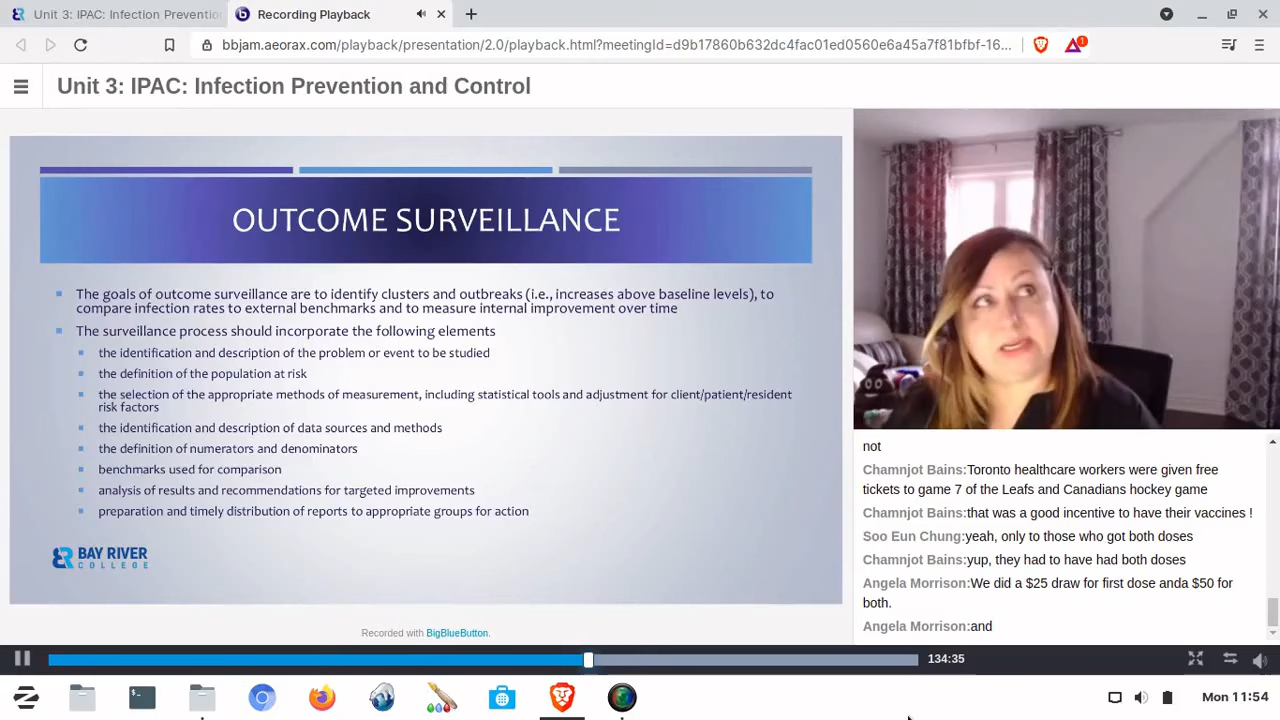 Unit 3: IPAC: Infection Preventio
Recording Playback
bbjam.aeorax.com/playback/presentation/2.0/playback.html?meetingId=d9b17860b632dc4fac01ed0560e6a45a7f81bfbf-16...
1
Unit 3: IPAC: Infection Prevention and Control
OUTCOME SURVEILLANCE
The goals of outcome surveillance are to identify clusters and outbreaks (i.e., increases above baseline levels), to
compare infection rates to external benchmarks and to measure internal improvement over time
The surveillance process should incorporate the following elements
the identification and description of the problem or event to be studied
the definition of the population at risk
the selection of the appropriate methods of measurement, including statistical tools and adjustment for client/patient/resident
risk factors
the identification and description of data sources and methods
the definition of numerators and denominators
benchmarks used for comparison
analysis of results and recommendations for targeted improvements
preparation and timely distribution of reports to appropriate groups for action
BAY RIVER
COLLEGE
Recorded with BigBlueButton.
not
Chamnjot Bains:Toronto healthcare workers were given free
tickets to game 7 of the Leafs and Canadians hockey game
Chamnjot Bains:that was a good incentive to have their vaccines !
Soo Eun Chung:yeah, only to those who got both doses
Chamnjot Bains:yup, they had to have had both doses
Angela Morrison:We did a $25 draw for first dose anda $50 for
both.
Angela Morrison:and
134:35
Mon 11:54